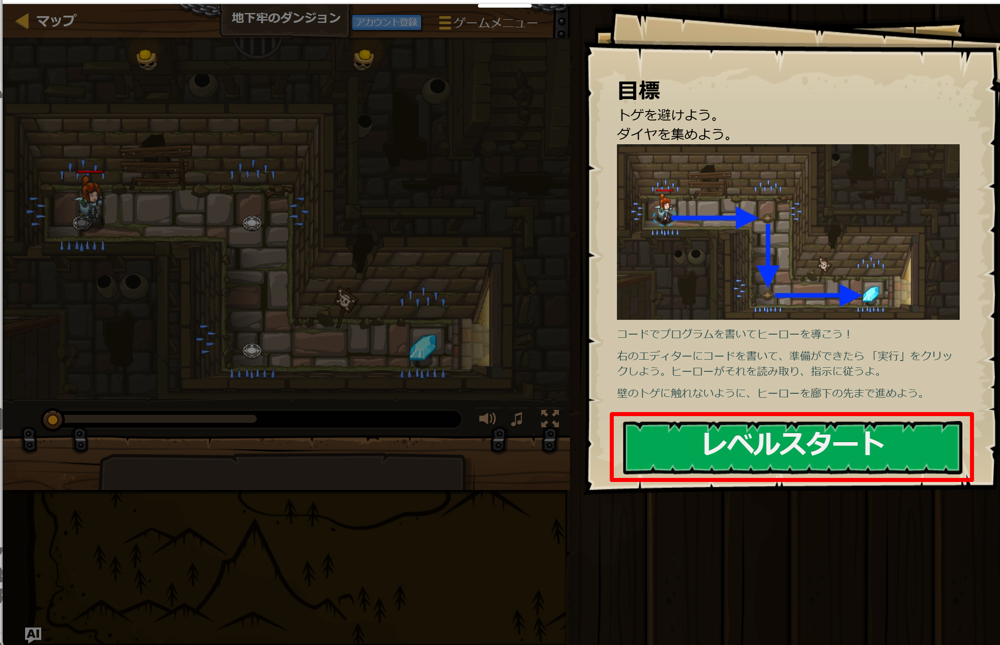 マップ
地下牢のダンジョン
アカウント登録
ゲームメニュー
目標
トゲを避けよう。
ダイヤを集めよう。
コードでプログラムを書いてヒーローを導こう！
右のエディターにコードを書いて、準備ができたら 「実行」をクリッ
クしよう。ヒーローがそれを読み取り、指示に従うよ。
壁のトゲに触れないように、ヒーローを廊下の先まで進めよう。
レベルスタート
AI